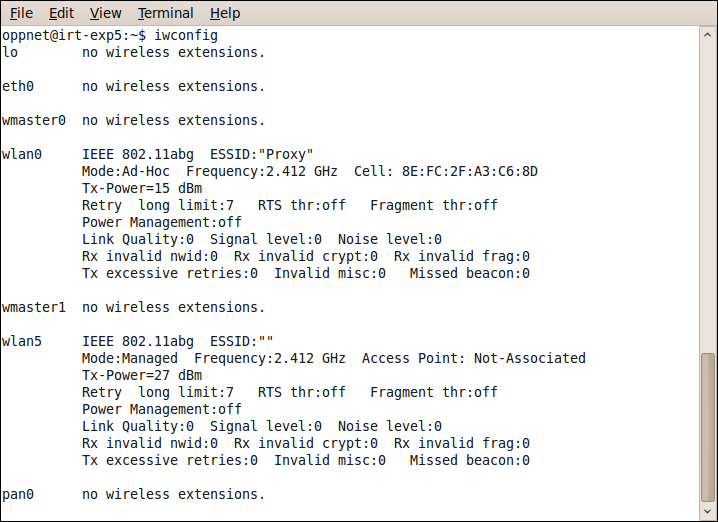 File Edit View Terminal Help
oppnet@irt-exp5:~$ iwconfig
lo        no wireless extensions.
eth0      no wireless extensions.
wmaster0  no wireless extensions.
wlan0     IEEE 802.11abg  ESSID:"Proxy"
          Mode:Ad-Hoc  Frequency:2.412 GHz  Cell: 8E:FC:2F:A3:C6:8D
          Tx-Power=15 dBm
          Retry  long limit:7   RTS thr:off   Fragment thr:off
          Power Management:off
          Link Quality:0  Signal level:0  Noise level:0
          Rx invalid nwid:0  Rx invalid crypt:0  Rx invalid frag:0
          Tx excessive retries:0  Invalid misc:0   Missed beacon:0
wmaster1  no wireless extensions.
wlan5     IEEE 802.11abg  ESSID:""
          Mode:Managed  Frequency:2.412 GHz  Access Point: Not-Associated
          Tx-Power=27 dBm
          Retry  long limit:7   RTS thr:off   Fragment thr:off
          Power Management:off
          Link Quality:0  Signal level:0  Noise level:0
          Rx invalid nwid:0  Rx invalid crypt:0  Rx invalid frag:0
          Tx excessive retries:0  Invalid misc:0   Missed beacon:0
pan0      no wireless extensions.